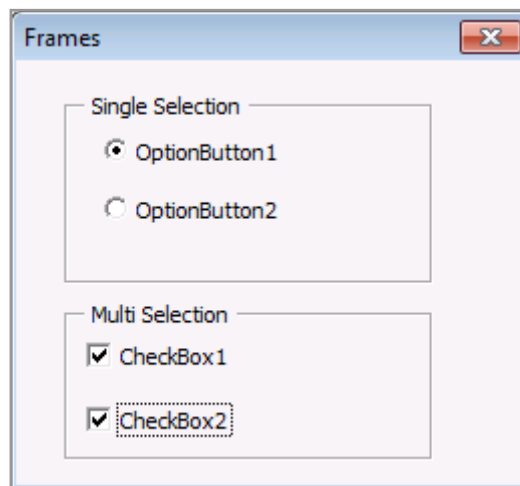 Frames
Single Selection
OptionButton1
OptionButton2
Multi Selection
CheckBox1
CheckBox2